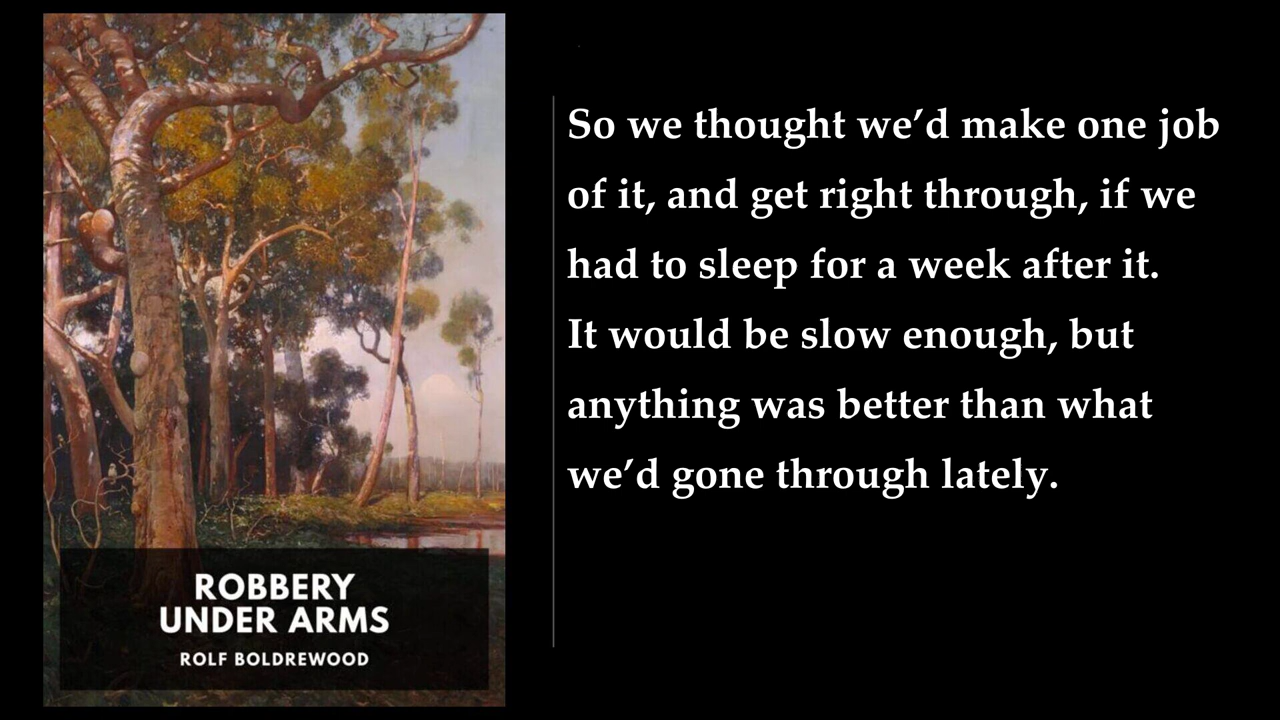 ROBBERY
UNDER ARMS
ROLF BOLDREWOOD
So we thought we’d make one job
of it, and get right through, if we
had to sleep for a week after it.
It would be slow enough, but
anything was better than what
we’d gone through lately.